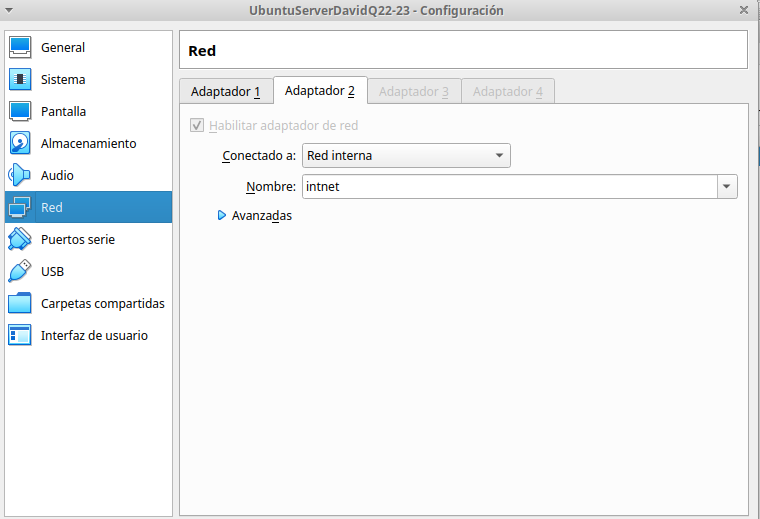 UbuntuServerDavidQ22-23 - Configuración
General
Sistema
Pantalla
Almacenamiento
Audio
Red
Puertos serie
USB
Carpetas compartidas
Interfaz de usuario
Red
Adaptador 1 Adaptador 2 Adaptador 3 Adaptador 4
Habilitar adaptador de red
Conectado a: Red interna
Nombre: intnet
Avanzadas